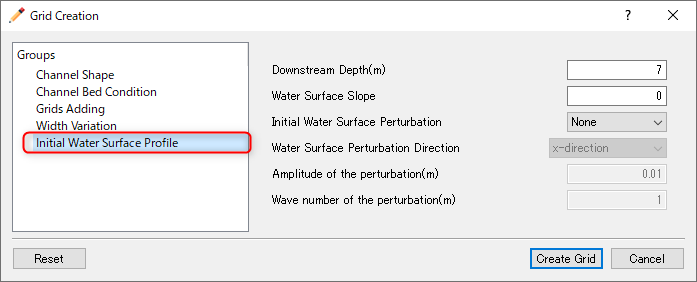 Grid Creation
?
Groups
Channel Shape
Channel Bed Condition
Grids Adding
Width Variation
Initial Water Surface Profile
Downstream Depth(m) 7
Water Surface Slope 0
Initial Water Surface Perturbation None
Water Surface Perturbation Direction x-direction
Amplitude of the perturbation(m) 0.01
Wave number of the perturbation(m) 1
Reset Create Grid Cancel